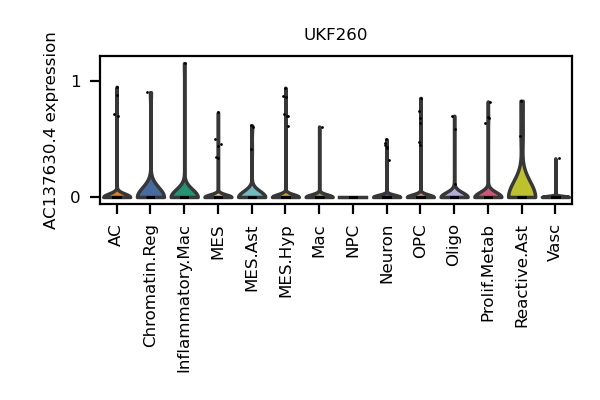 UKF260
AC137630.4 expression
1
0
AC
Chromatin.Reg
Inflammatory.Mac
MES
MES.Ast
MES.Hyp
Mac
NPC
Neuron
OPC
Oligo
Prolif.Metab
Reactive.Ast
Vasc